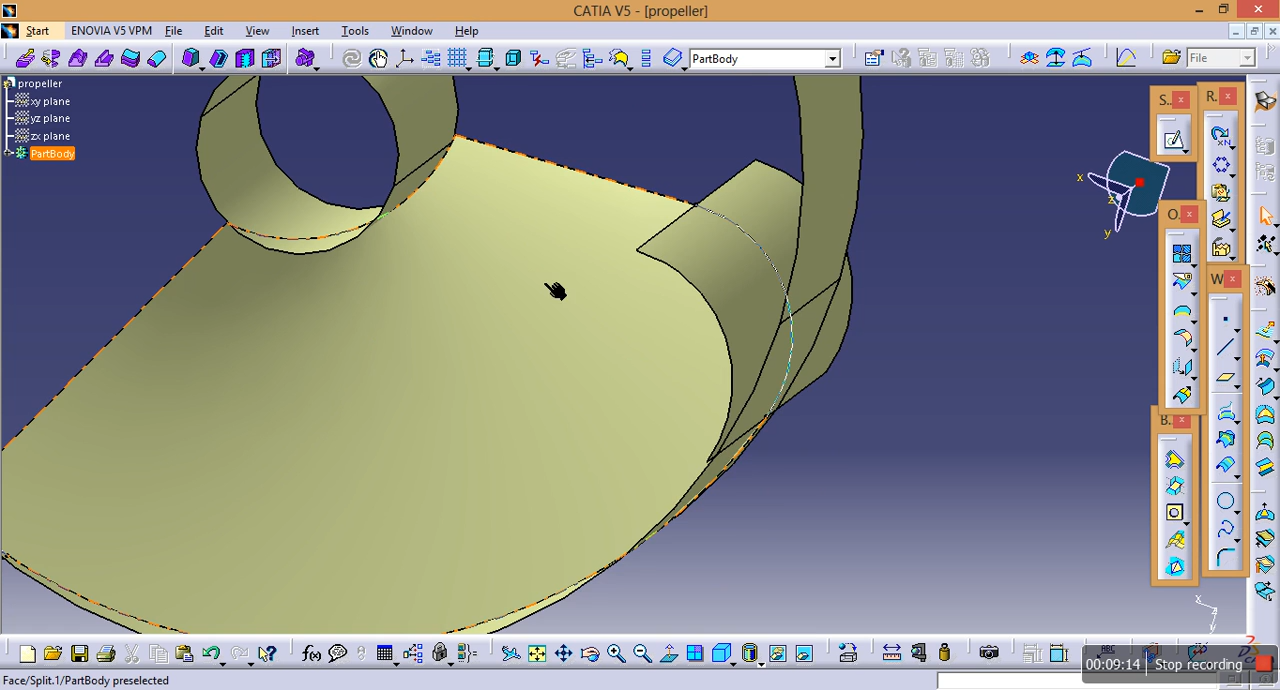 CATIA V5 - [propeller]
Start ENOVIA V5 VPM File Edit View Insert Tools Window Help
PartBody
File
propeller
xy plane
yz plane
zx plane
PartBody
S...
R...
O...
W...
B...
x
z
y
x
z
y
f(x)
ABC
00:09:14 Stop recording
Face/Split.1/PartBody preselected